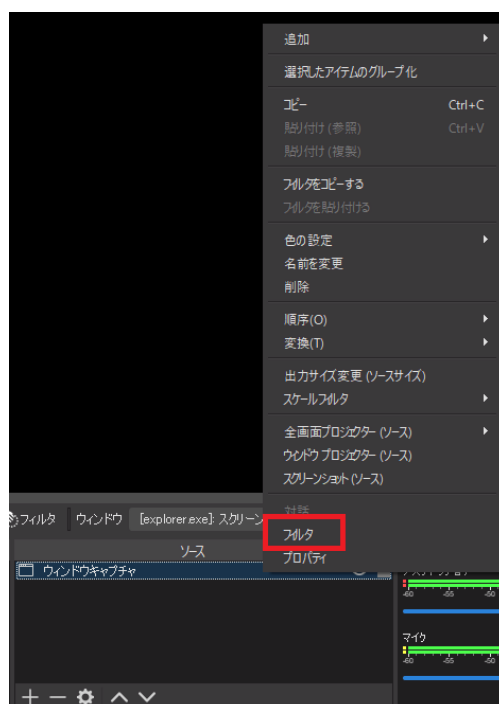 追加
選択したアイテムのグループ化
コピー Ctrl+C
貼り付け (参照) Ctrl+V
貼り付け (複製)
フィルタをコピーする
フィルタを貼り付ける
色の設定
名前を変更
削除
順序(O)
変換(T)
出力サイズ変更 (ソースサイズ)
スケールフィルタ
全画面プロジェクター (ソース)
ウィンドウ プロジェクター (ソース)
スクリーンショット (ソース)
対話
フィルタ
プロパティ
フィルタ ウィンドウ [explorer.exe]: スクリーン
ソース
ウィンドウキャプチャ
-60 -55 -50
マイク
-60 -55 -50